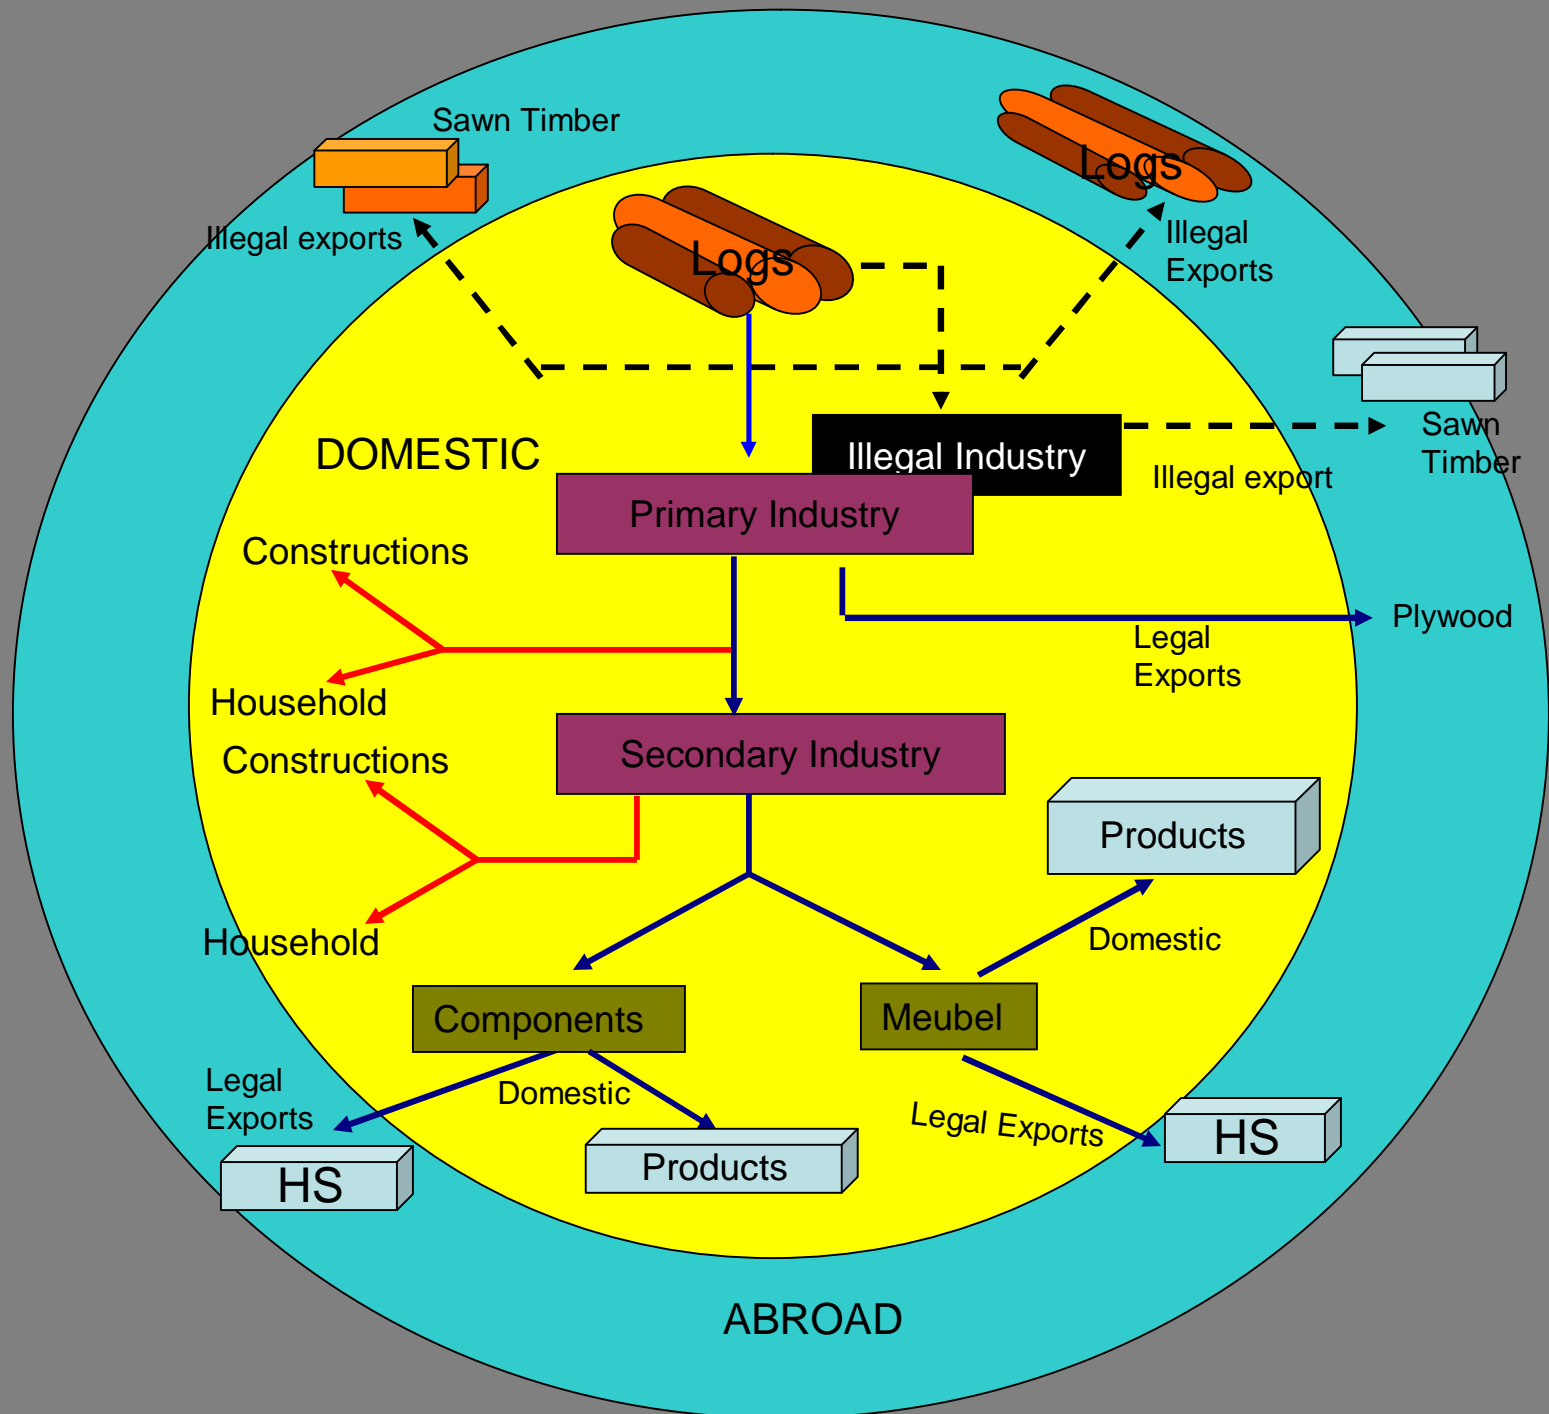 Sawn Timber
Logs
Illegal exports
Logs
Illegal
Exports
DOMESTIC
Illegal Industry
Sawn
Timber
Illegal export
Primary Industry
Constructions
Plywood
Legal
Exports
Household
Constructions
Secondary Industry
Products
Household
Domestic
Components
Meubel
Legal
Exports
Domestic
Legal Exports
HS
Products
HS
ABROAD